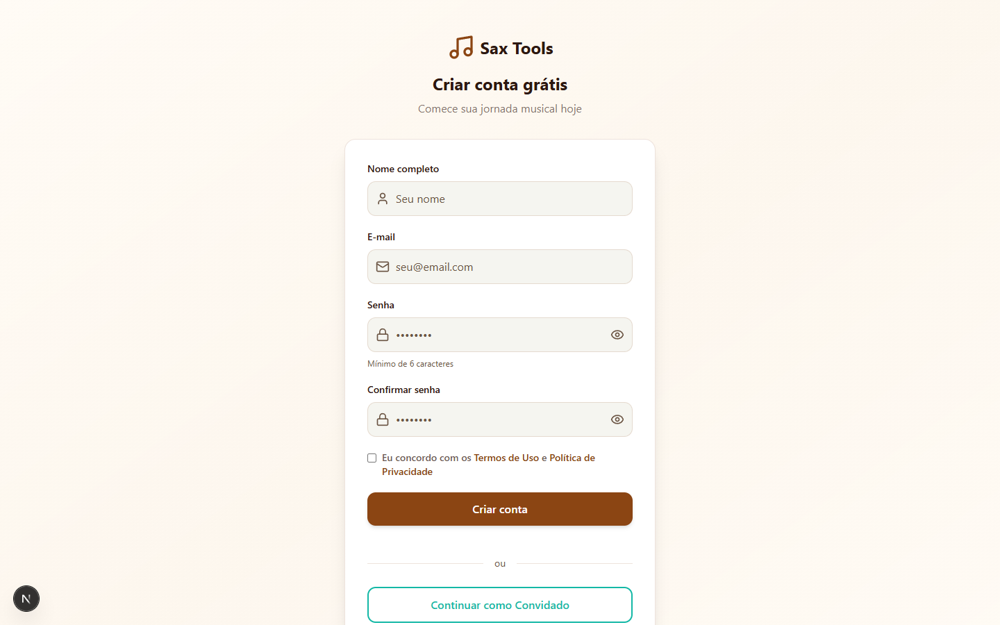 Sax Tools
Criar conta grátis
Comece sua jornada musical hoje
Nome completo
Seu nome
E-mail
seu@email.com
Senha
••••••••
Mínimo de 6 caracteres
Confirmar senha
••••••••
Eu concordo com os Termos de Uso e Política de
Privacidade
Criar conta
ou
Continuar como Convidado
N